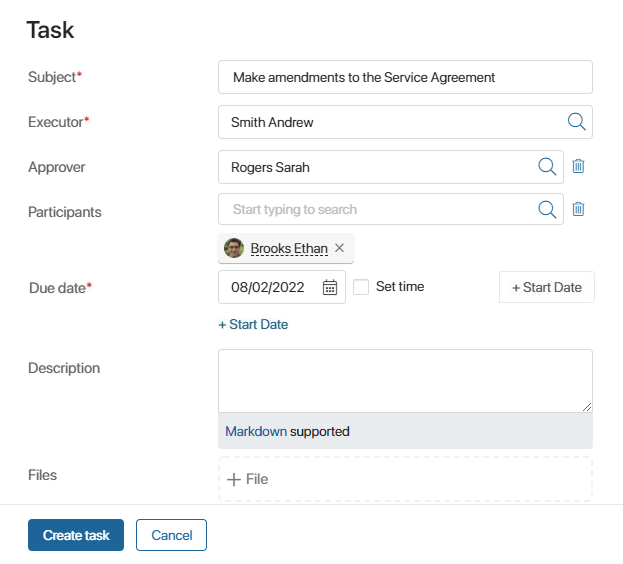 Task
Subject* Make amendments to the Service Agreement
Executor* Smith Andrew
Approver Rogers Sarah
Participants Start typing to search
Brooks Ethan
Due date* 08/02/2022 Set time + Start Date
+ Start Date
Description
Markdown supported
Files + File
Create task Cancel